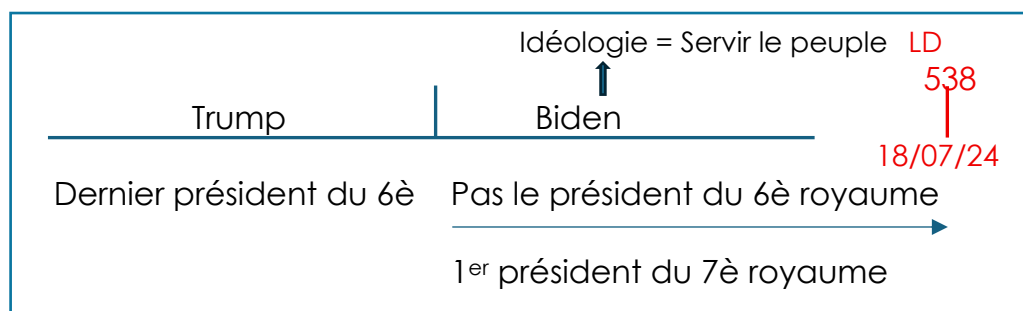 Idéologie = Servir le peuple LD
538
Trump Biden
18/07/24
Dernier président du 6è Pas le président du 6è royaume
1er président du 7è royaume